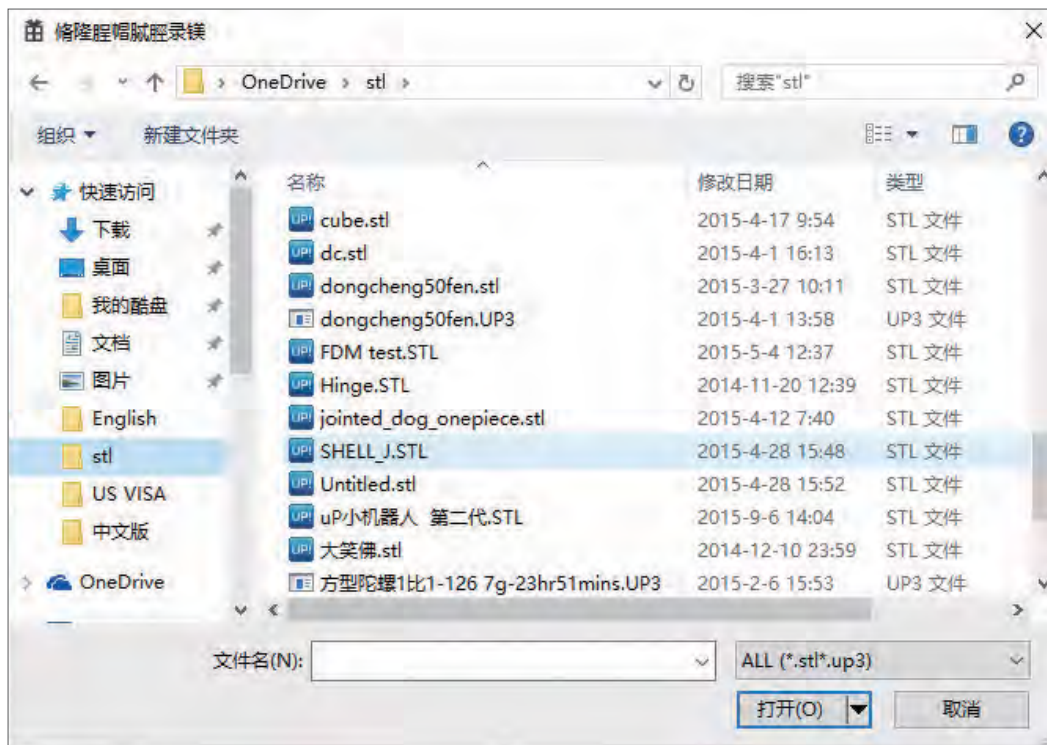 脩隆脭帽脦脛录镁
OneDrive › stl ›
搜索"stl"
组织 新建文件夹
快速访问
下载
桌面
我的酷盘
文档
图片
English
stl
US VISA
中文版
OneDrive
名称 修改日期 类型
cube.stl 2015-4-17 9:54 STL 文件
dc.stl 2015-4-1 16:13 STL 文件
dongcheng50fen.stl 2015-3-27 10:11 STL 文件
dongcheng50fen.UP3 2015-4-1 13:58 UP3 文件
FDM test.STL 2015-5-4 12:37 STL 文件
Hinge.STL 2014-11-20 12:39 STL 文件
jointed_dog_onepiece.stl 2015-4-12 7:40 STL 文件
SHELL_J.STL 2015-4-28 15:48 STL 文件
Untitled.stl 2015-4-28 15:52 STL 文件
uP小机器人 第二代.STL 2015-9-6 14:04 STL 文件
大笑佛.stl 2014-12-10 23:59 STL 文件
方型陀螺1比1-126 7g-23hr51mins.UP3 2015-2-6 15:53 UP3 文件
文件名(N): ALL (*.stl*.up3)
打开(O) 取消